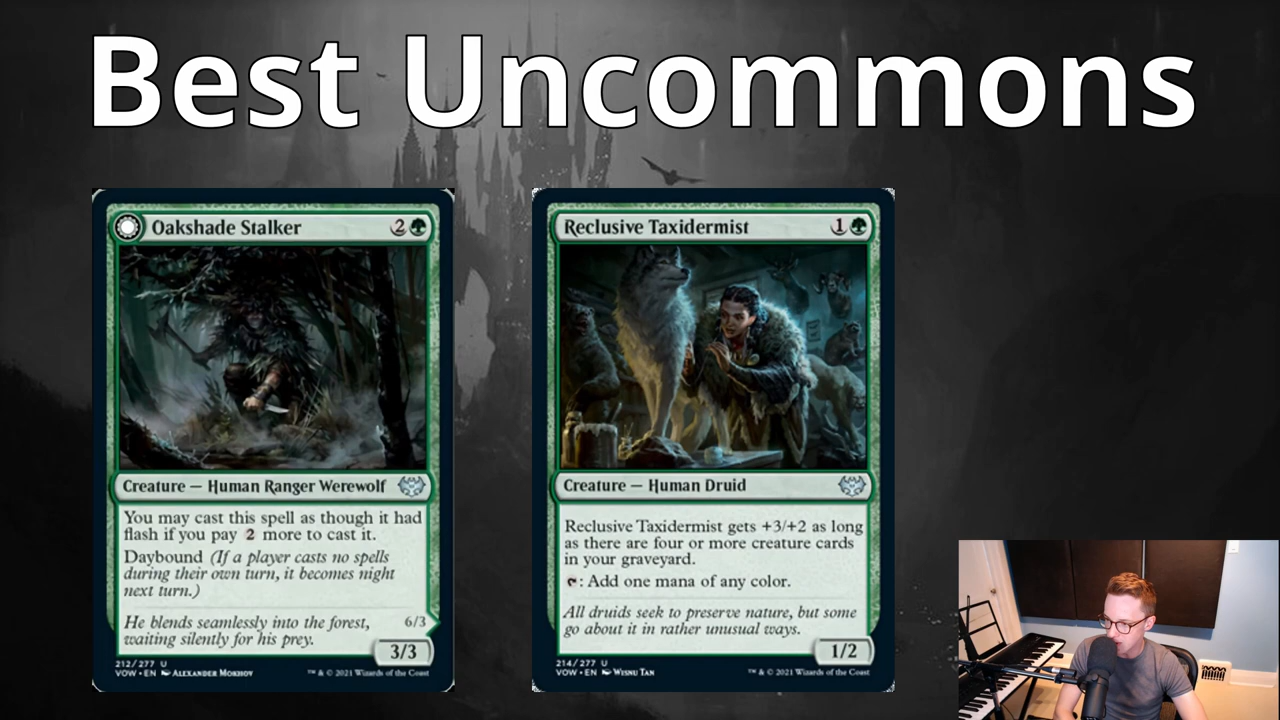 Best Uncommons
Oakshade Stalker 2
Creature — Human Ranger Werewolf
You may cast this spell as though it had
flash if you pay 2 more to cast it.
Daybound (If a player casts no spells
during their own turn, it becomes night
next turn.)
He blends seamlessly into the forest,
waiting silently for his prey.
6/3
3/3
212/277 U
VOW • EN ALEXANDER MOKHOV
™ & © 2021 Wizards of the Coast
Reclusive Taxidermist 1
Creature — Human Druid
Reclusive Taxidermist gets +3/+2 as long
as there are four or more creature cards
in your graveyard.
: Add one mana of any color.
All druids seek to preserve nature, but some
go about it in rather unusual ways.
1/2
214/277 U
VOW • EN WISNU TAN
™ & © 2021 Wizards of the Coast